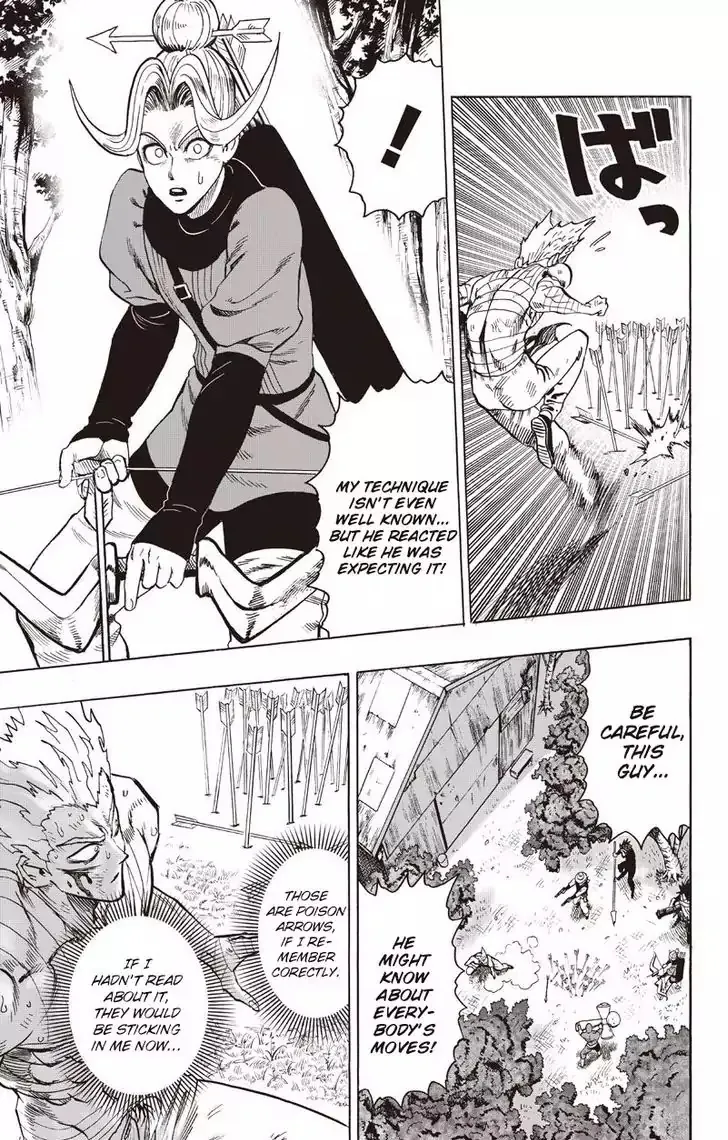 ばっ
!
MY TECHNIQUE
ISN'T EVEN
WELL KNOWN...
BUT HE REACTED
LIKE HE WAS
EXPECTING IT!
BE
CAREFUL,
THIS
GUY...
HE
MIGHT
KNOW
ABOUT
EVERY-
BODY'S
MOVES!
THOSE
ARE POISON
ARROWS,
IF I RE-
MEMBER
CORECTLY.
IF I
HADN'T READ
ABOUT IT,
THEY WOULD
BE STICKING
IN ME NOW...